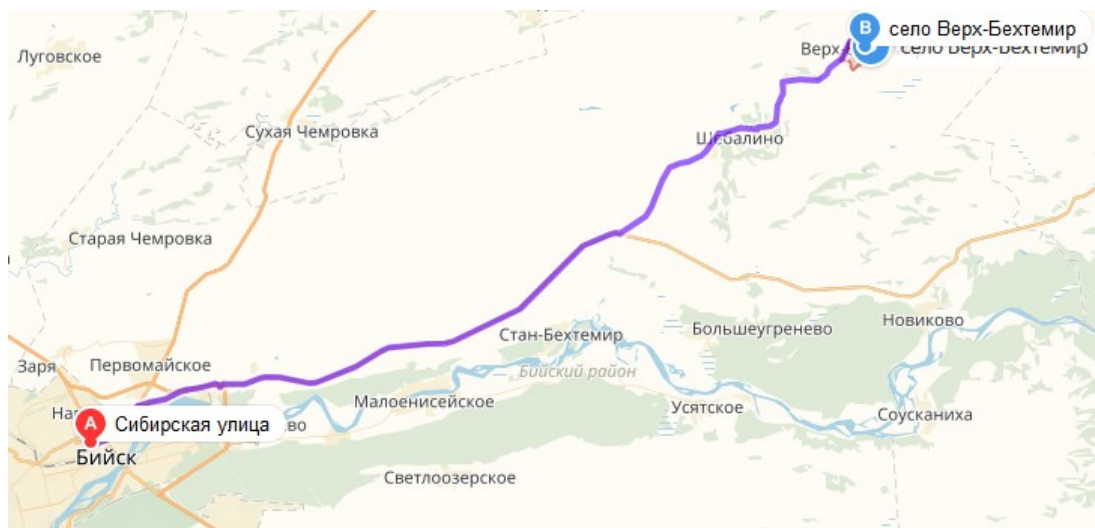 B
село Верх-Бехтемир
село Верх-Бехтемир
Верх-
Луговское
Сухая Чемровка
Шебалино
Старая Чемровка
Новиково
Большеугренево
Стан-Бехтемир
Первомайское
Заря
Бийский район
Малоенисейское
Усятское
Соусканиха
A
Сибирская улица
Бийск
Светлоозерское